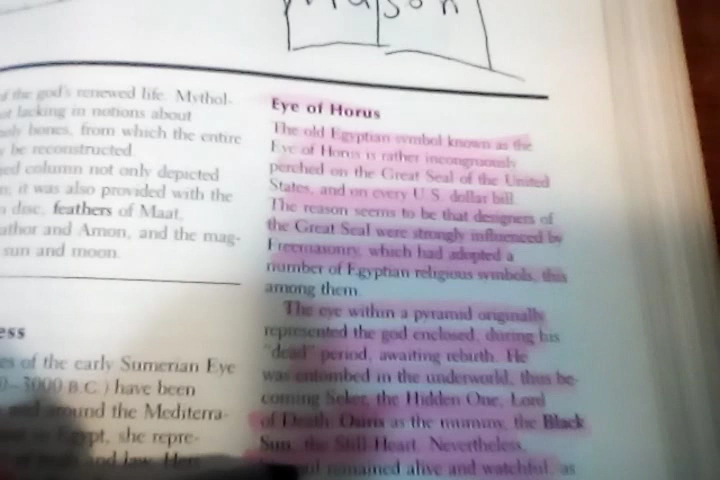 of the god's renewed life. Mythol-
lacking in notions about
bones, from which the entire
be reconstructed.
column not only depicted
it was also provided with the
disc, feathers of Maat,
and Amon, and the mag-
sun and moon.
ess
es of the early Sumerian Eye
0–3000 B.C.) have been
and around the Mediterra-
Egypt, she repre-
and law. Her
Eye of Horus
The old Egyptian symbol known as the
Eye of Horus is rather incongruously
perched on the Great Seal of the United
States, and on every U.S. dollar bill.
The reason seems to be that designers of
the Great Seal were strongly influenced by
Freemasonry, which had adopted a
number of Egyptian religious symbols, this
among them.
The eye within a pyramid originally
represented the god enclosed, during his
"dead" period, awaiting rebirth. He
was entombed in the underworld, thus be-
coming Seker, the Hidden One, Lord
of Death; Osiris as the mummy, the Black
Sun; the Still Heart. Nevertheless,
remained alive and watchful, as